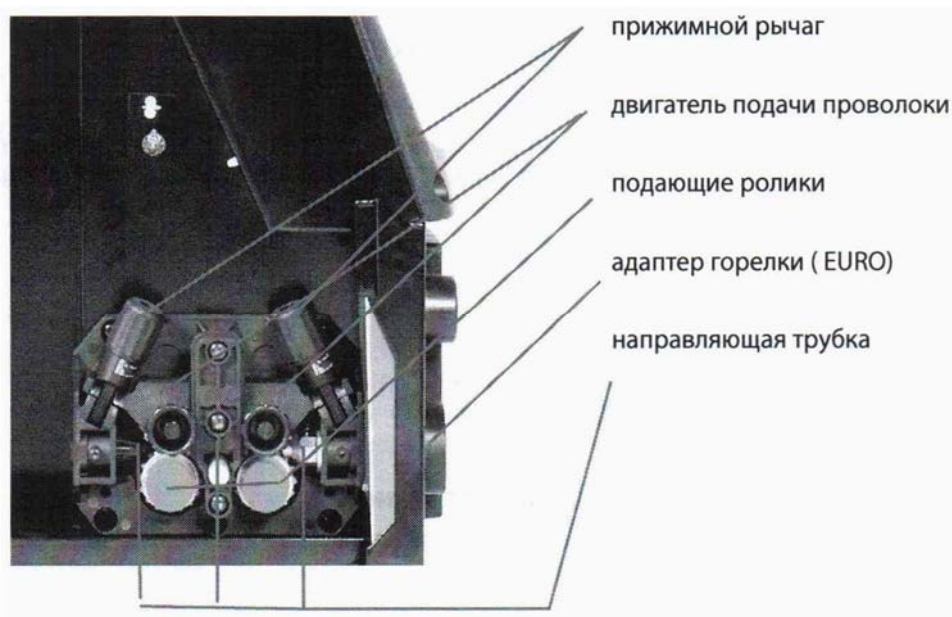 прижимной рычаг
двигатель подачи проволоки
подающие ролики
адаптер горелки ( EURO)
направляющая трубка